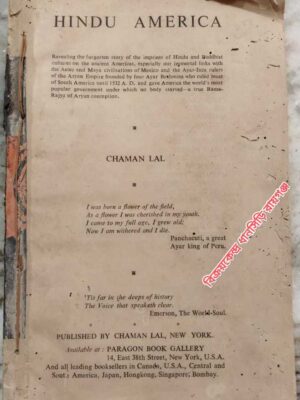 HINDU AMERICA
Revealing the forgotten story of the imprints of Hindu and Buddhist
cultures on the ancient Americas, especially our ancestral links with
the Aztec and Maya civilisations of Mexico and the Ayar-Inca rulers
of the Aryan Empire founded by four Ayar Brothers who ruled most
of South America until 1532 A. D. and gave America the world's most
popular government under which no body starved—a true Rama-
Rajya of Aryan conception.
CHAMAN LAL
I was born a flower of the field,
As a flower I was cherished in my youth.
I came to my full age, I grew old;
Now I am withered and I die.
Panchacuti, a great
Ayar king of Peru.
'Tis far in the deeps of history
The Voice that speaketh clear.
Emerson, The World-Soul.
PUBLISHED BY CHAMAN LAL, NEW YORK.
Available at : PARAGON BOOK GALLERY
14, East 38th Street, New York, U.S.A.
And all leading booksellers in Canada, U.S.A., Central and
South America, Japan, Hongkong, Singapore, Bombay.